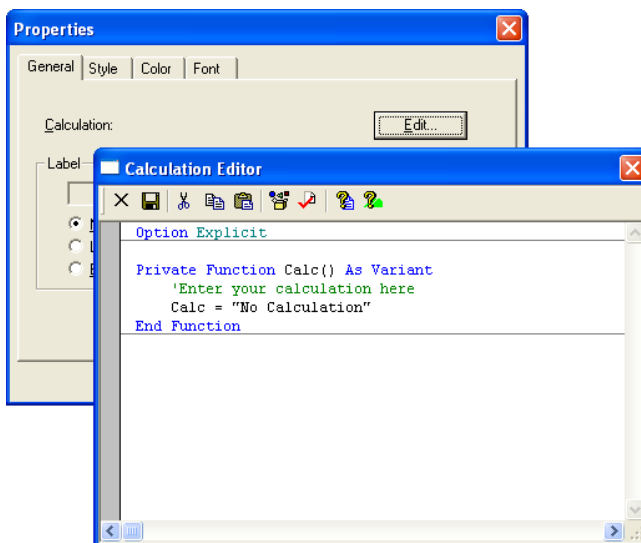 Properties
General Style Color Font
Calculation:
Edit...
Label
Calculation Editor
Option Explicit
Private Function Calc() As Variant
'Enter your calculation here
Calc = "No Calculation"
End Function